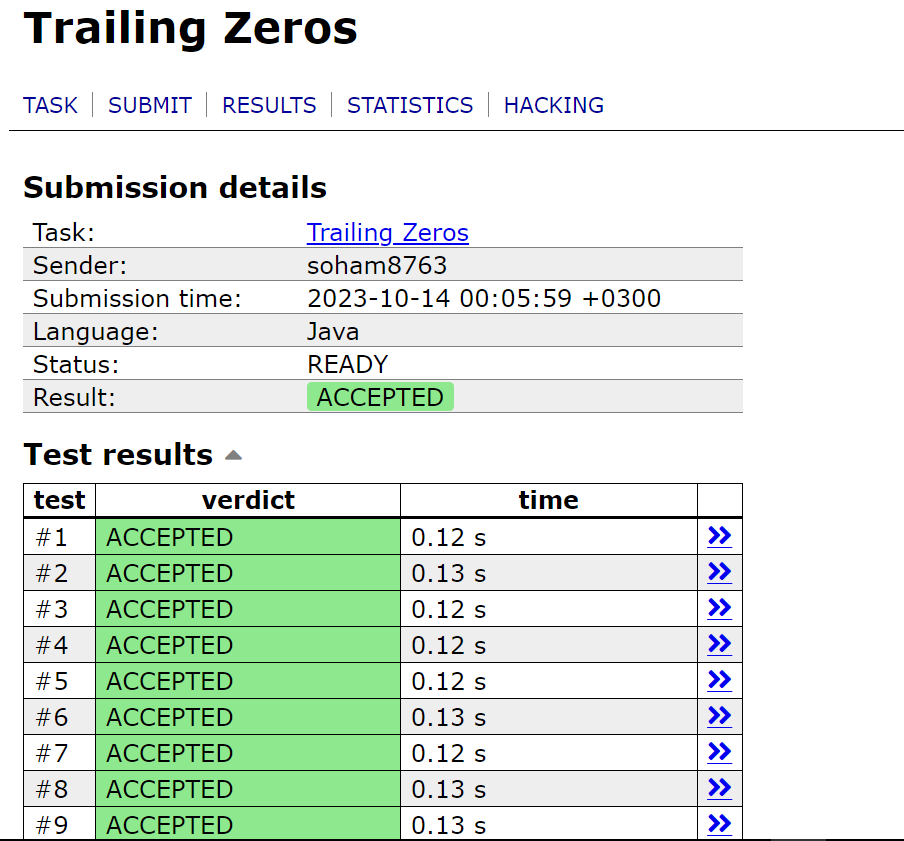 Trailing Zeros
TASK | SUBMIT | RESULTS | STATISTICS | HACKING
Submission details
Task: Trailing Zeros
Sender: soham8763
Submission time: 2023-10-14 00:05:59 +0300
Language: Java
Status: READY
Result: ACCEPTED
Test results
test verdict time
#1 ACCEPTED 0.12 s
#2 ACCEPTED 0.13 s
#3 ACCEPTED 0.12 s
#4 ACCEPTED 0.12 s
#5 ACCEPTED 0.12 s
#6 ACCEPTED 0.13 s
#7 ACCEPTED 0.12 s
#8 ACCEPTED 0.13 s
#9 ACCEPTED 0.13 s